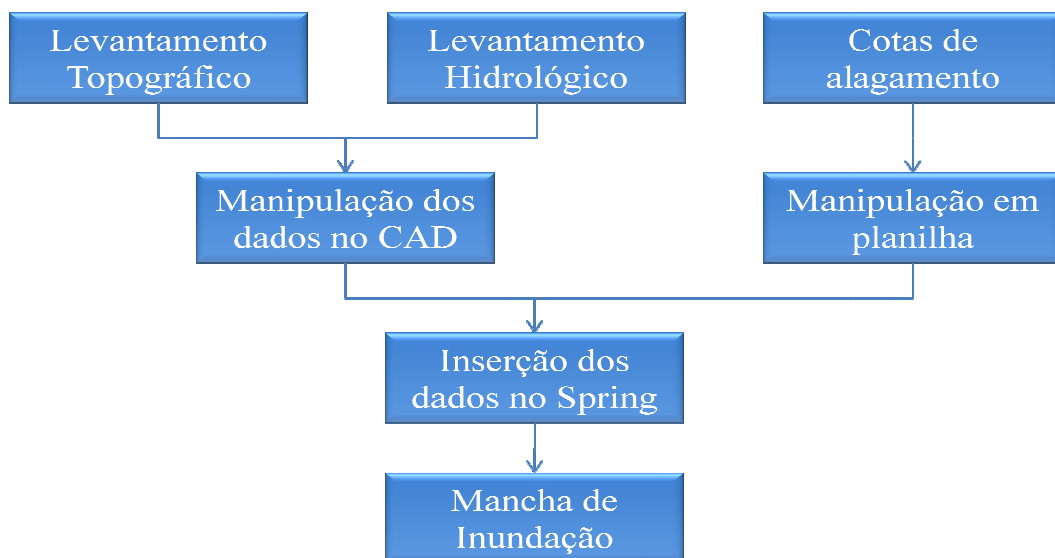 Levantamento
Topográfico
Levantamento
Hidrológico
Cotas de
alagamento
Manipulação dos
dados no CAD
Manipulação em
planilha
Inserção dos
dados no Spring
Mancha de
Inundação